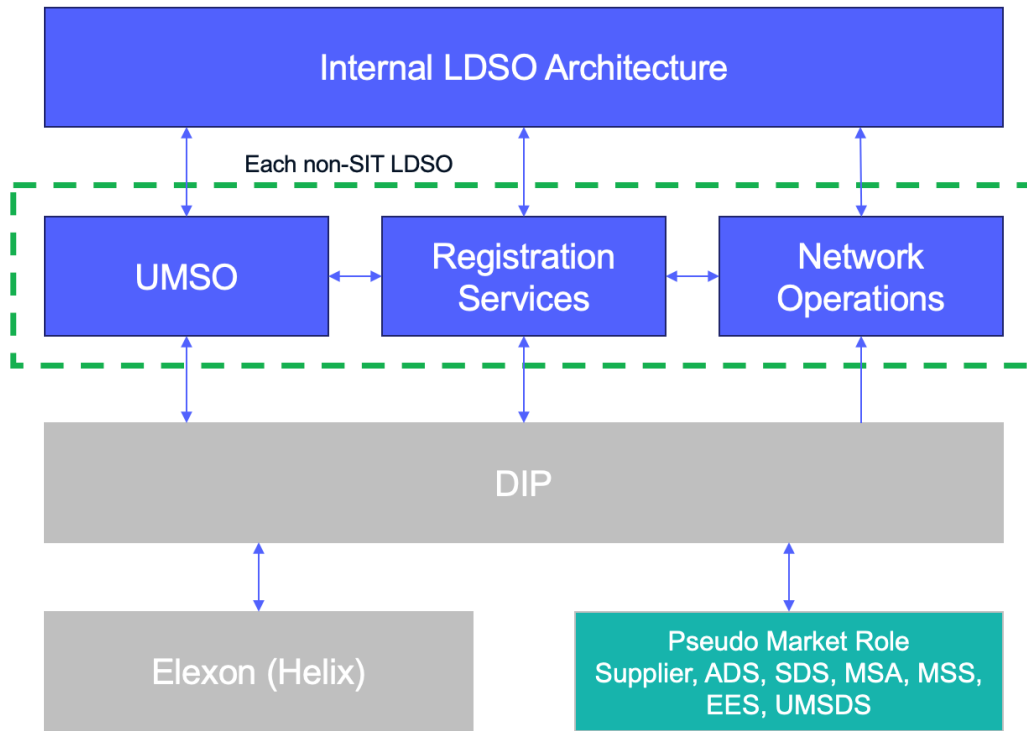 Internal LDSO Architecture
Each non-SIT LDSO
UMSO
Registration
Services
Network
Operations
DIP
Elexon (Helix)
Pseudo Market Role
Supplier, ADS, SDS, MSA, MSS,
EES, UMSDS